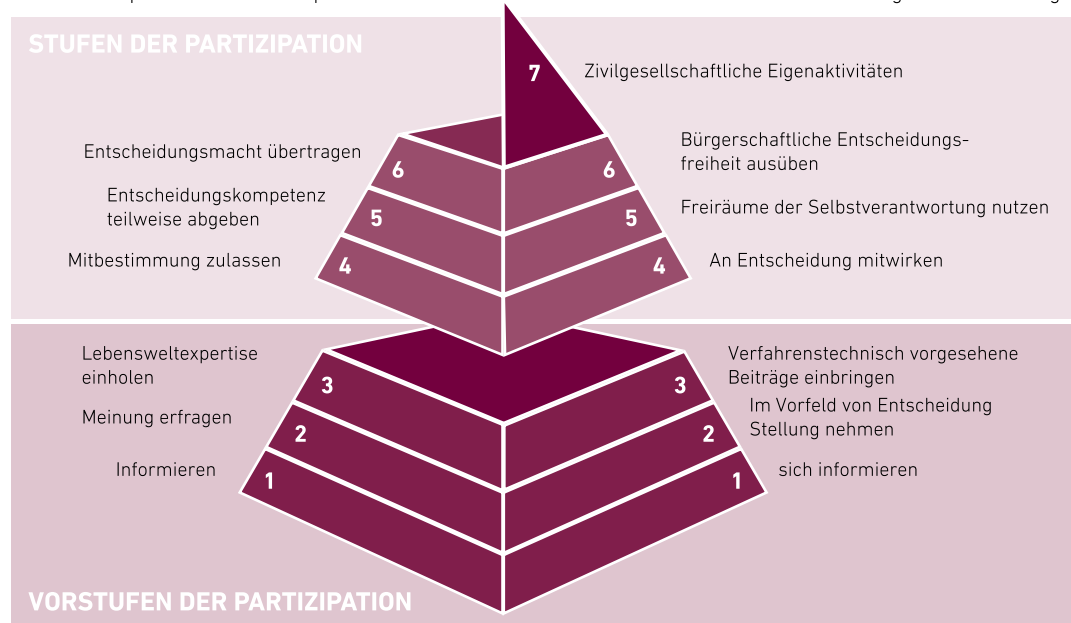 STUFEN DER PARTIZIPATION
7
Zivilgesellschaftliche Eigenaktivitäten
Entscheidungsmacht übertragen
6
6
Bürgerschaftliche Entscheidungs-
freiheit ausüben
Entscheidungskompetenz
teilweise abgeben
5
5
Freiräume der Selbstverantwortung nutzen
Mitbestimmung zulassen
4
4
An Entscheidung mitwirken
Lebensweltexpertise
einholen
3
3
Verfahrenstechnisch vorgesehene
Beiträge einbringen
Meinung erfragen
2
2
Im Vorfeld von Entscheidung
Stellung nehmen
Informieren
1
1
sich informieren
VORSTUFEN DER PARTIZIPATION